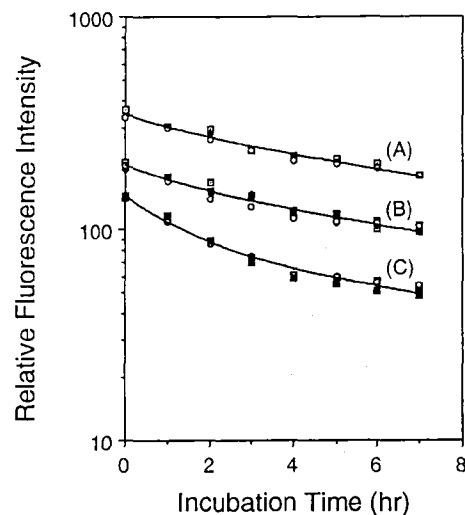 Relative Fluorescence Intensity
1000
100
10
(A)
(B)
(C)
0 2 4 6 8
Incubation Time (hr)